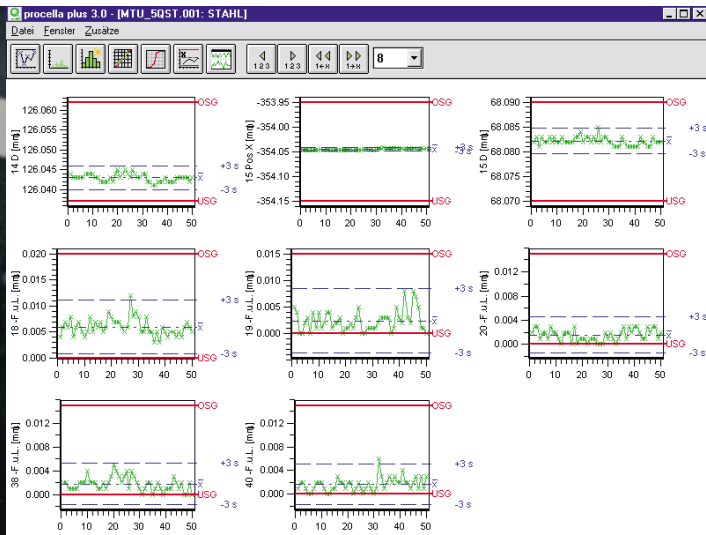 procella plus 3.0 - [MTU_5QST.001: STAHL]
Datei Fenster Zusätze
1 2 3 1 2 3 1←x 1→x 8
14 D [mm]
126.060
126.055
126.050
126.045
126.040
OSG
+3 s
x̄
-3 s
USG
0 10 20 30 40 50
15 Pos X [mm]
-353.95
-354.00
-354.05
-354.10
-354.15
OSG
+3 s
x̄
-3 s
USG
0 10 20 30 40 50
15 D [mm]
68.090
68.085
68.080
68.075
68.070
OSG
+3 s
x̄
-3 s
USG
0 10 20 30 40 50
18 -F.u.L. [mm]
0.020
0.015
0.010
0.005
0.000
OSG
+3 s
x̄
-3 s
USG
0 10 20 30 40 50
19 -F.u.L. [mm]
0.015
0.010
0.005
0.000
OSG
+3 s
x̄
USG
-3 s
0 10 20 30 40 50
20 -F.u.L. [mm]
0.012
0.008
0.004
0.000
OSG
+3 s
x̄
USG
-3 s
0 10 20 30 40 50
38 -F.u.L. [mm]
0.012
0.008
0.004
0.000
OSG
+3 s
x̄
USG
-3 s
0 10 20 30 40 50
40 -F.u.L. [mm]
0.012
0.008
0.004
0.000
OSG
+3 s
x̄
USG
-3 s
0 10 20 30 40 50